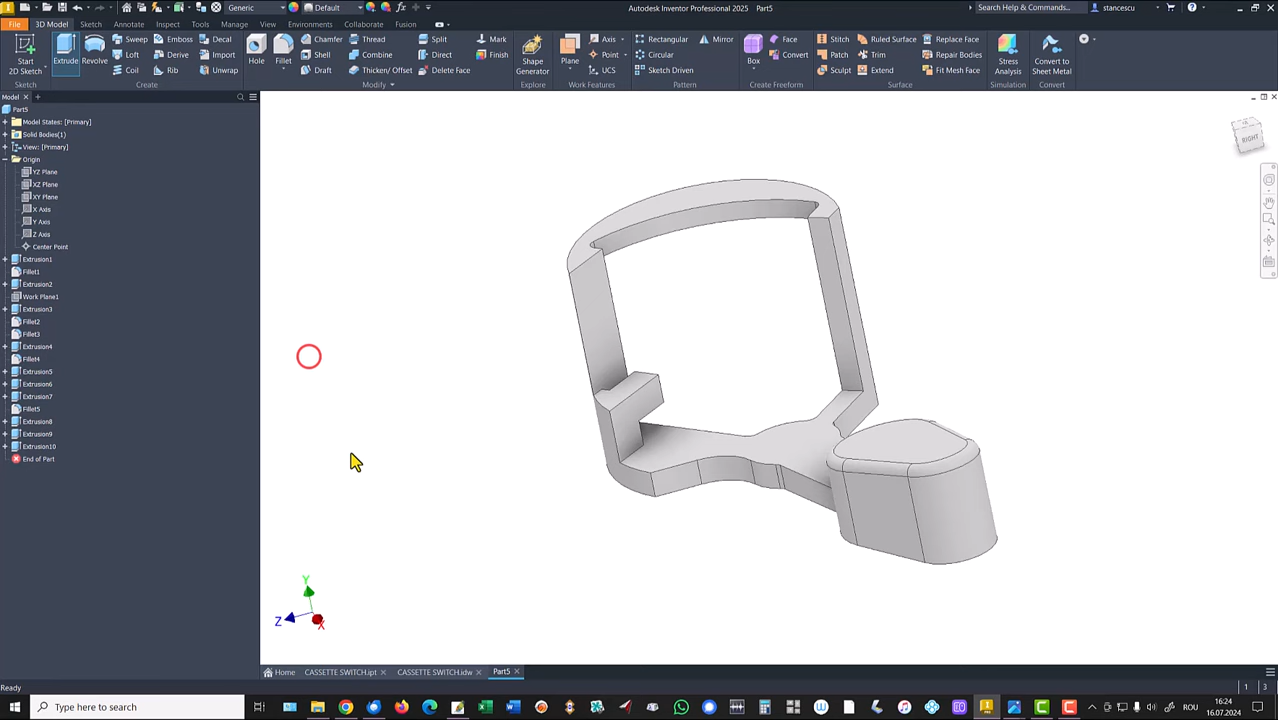 Generic
Default
Autodesk Inventor Professional 2025 Part5
Search Help & Commands...
stancescu
File
3D Model
Sketch
Annotate
Inspect
Tools
Manage
View
Environments
Collaborate
Fusion
Start
2D Sketch
Extrude
Revolve
Sweep
Emboss
Decal
Loft
Derive
Import
Coil
Rib
Unwrap
Hole
Fillet
Chamfer
Thread
Split
Mark
Shell
Combine
Direct
Finish
Draft
Thicken/ Offset
Delete Face
Shape
Generator
Plane
Axis
Point
UCS
Rectangular
Mirror
Circular
Sketch Driven
Box
Face
Convert
Stitch
Ruled Surface
Replace Face
Patch
Trim
Repair Bodies
Sculpt
Extend
Fit Mesh Face
Stress
Analysis
Convert to
Sheet Metal
Sketch
Create
Modify
Explore
Work Features
Pattern
Create Freeform
Surface
Simulation
Convert
Model
Part5
Model States: [Primary]
Solid Bodies(1)
View: [Primary]
Origin
YZ Plane
XZ Plane
XY Plane
X Axis
Y Axis
Z Axis
Center Point
Extrusion1
Fillet1
Extrusion2
Work Plane1
Extrusion3
Fillet2
Fillet3
Extrusion4
Fillet4
Extrusion5
Extrusion6
Extrusion7
Fillet5
Extrusion8
Extrusion9
Extrusion10
End of Part
RIGHT
Y
Z
X
Home
CASSETTE SWITCH.ipt
CASSETTE SWITCH.idw
Part5
Ready
1 3
Type here to search
ROU
16:24
16.07.2024